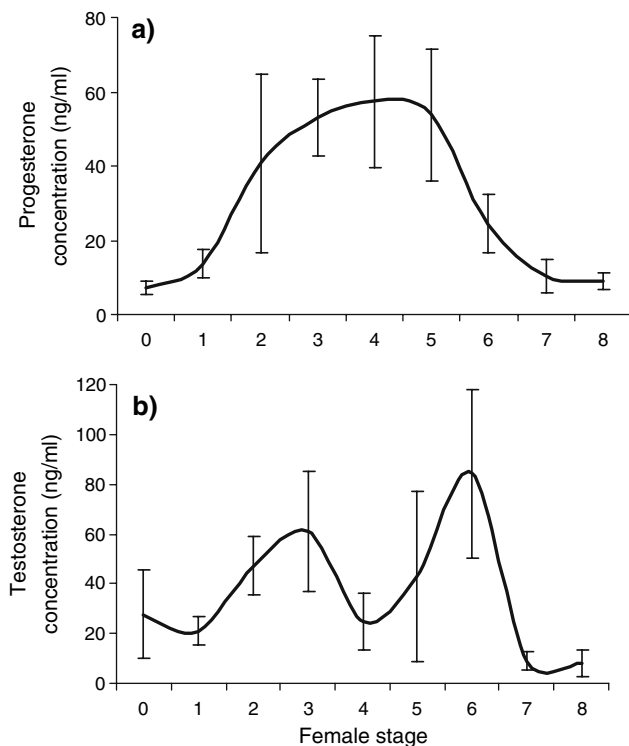 a)
Progesterone
concentration (ng/ml)
80
60
40
20
0
0 1 2 3 4 5 6 7 8
b)
Testosterone
concentration (ng/ml)
120
100
80
60
40
20
0
0 1 2 3 4 5 6 7 8
Female stage